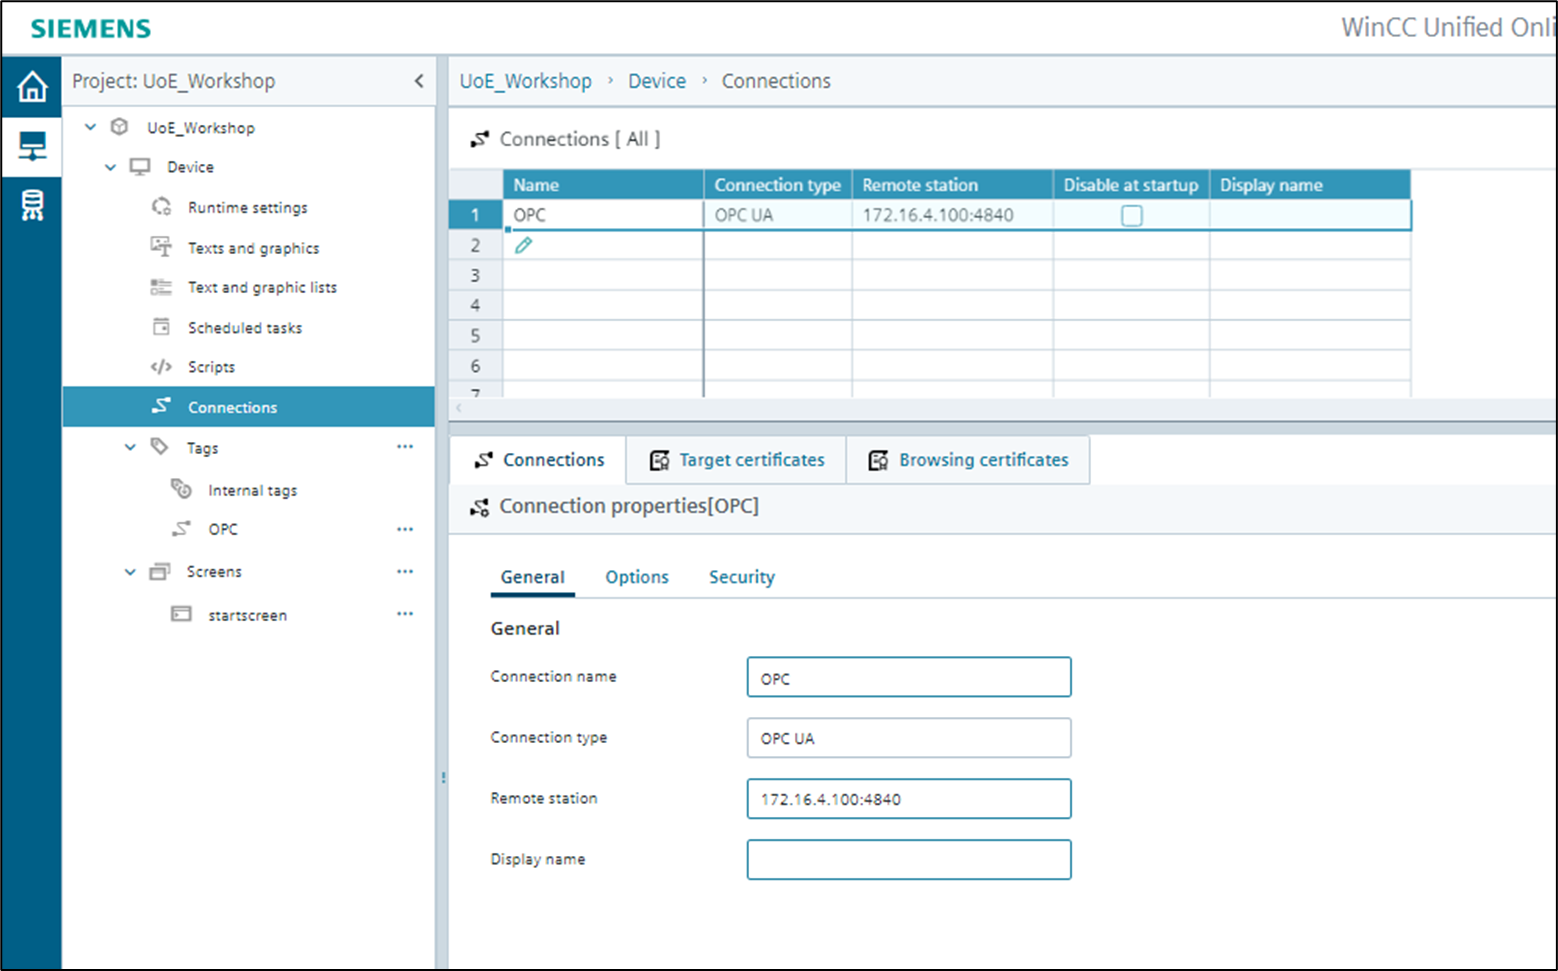 SIEMENS
WinCC Unified Onli
Project: UoE_Workshop
UoE_Workshop
Device
Runtime settings
Texts and graphics
Text and graphic lists
Scheduled tasks
Scripts
Connections
Tags
Internal tags
OPC
Screens
startscreen
UoE_Workshop › Device › Connections
Connections [ All ]
Name Connection type Remote station Disable at startup Display name
1 OPC OPC UA 172.16.4.100:4840
2
3
4
5
6
7
Connections Target certificates Browsing certificates
Connection properties[OPC]
General Options Security
General
Connection name OPC
Connection type OPC UA
Remote station 172.16.4.100:4840
Display name